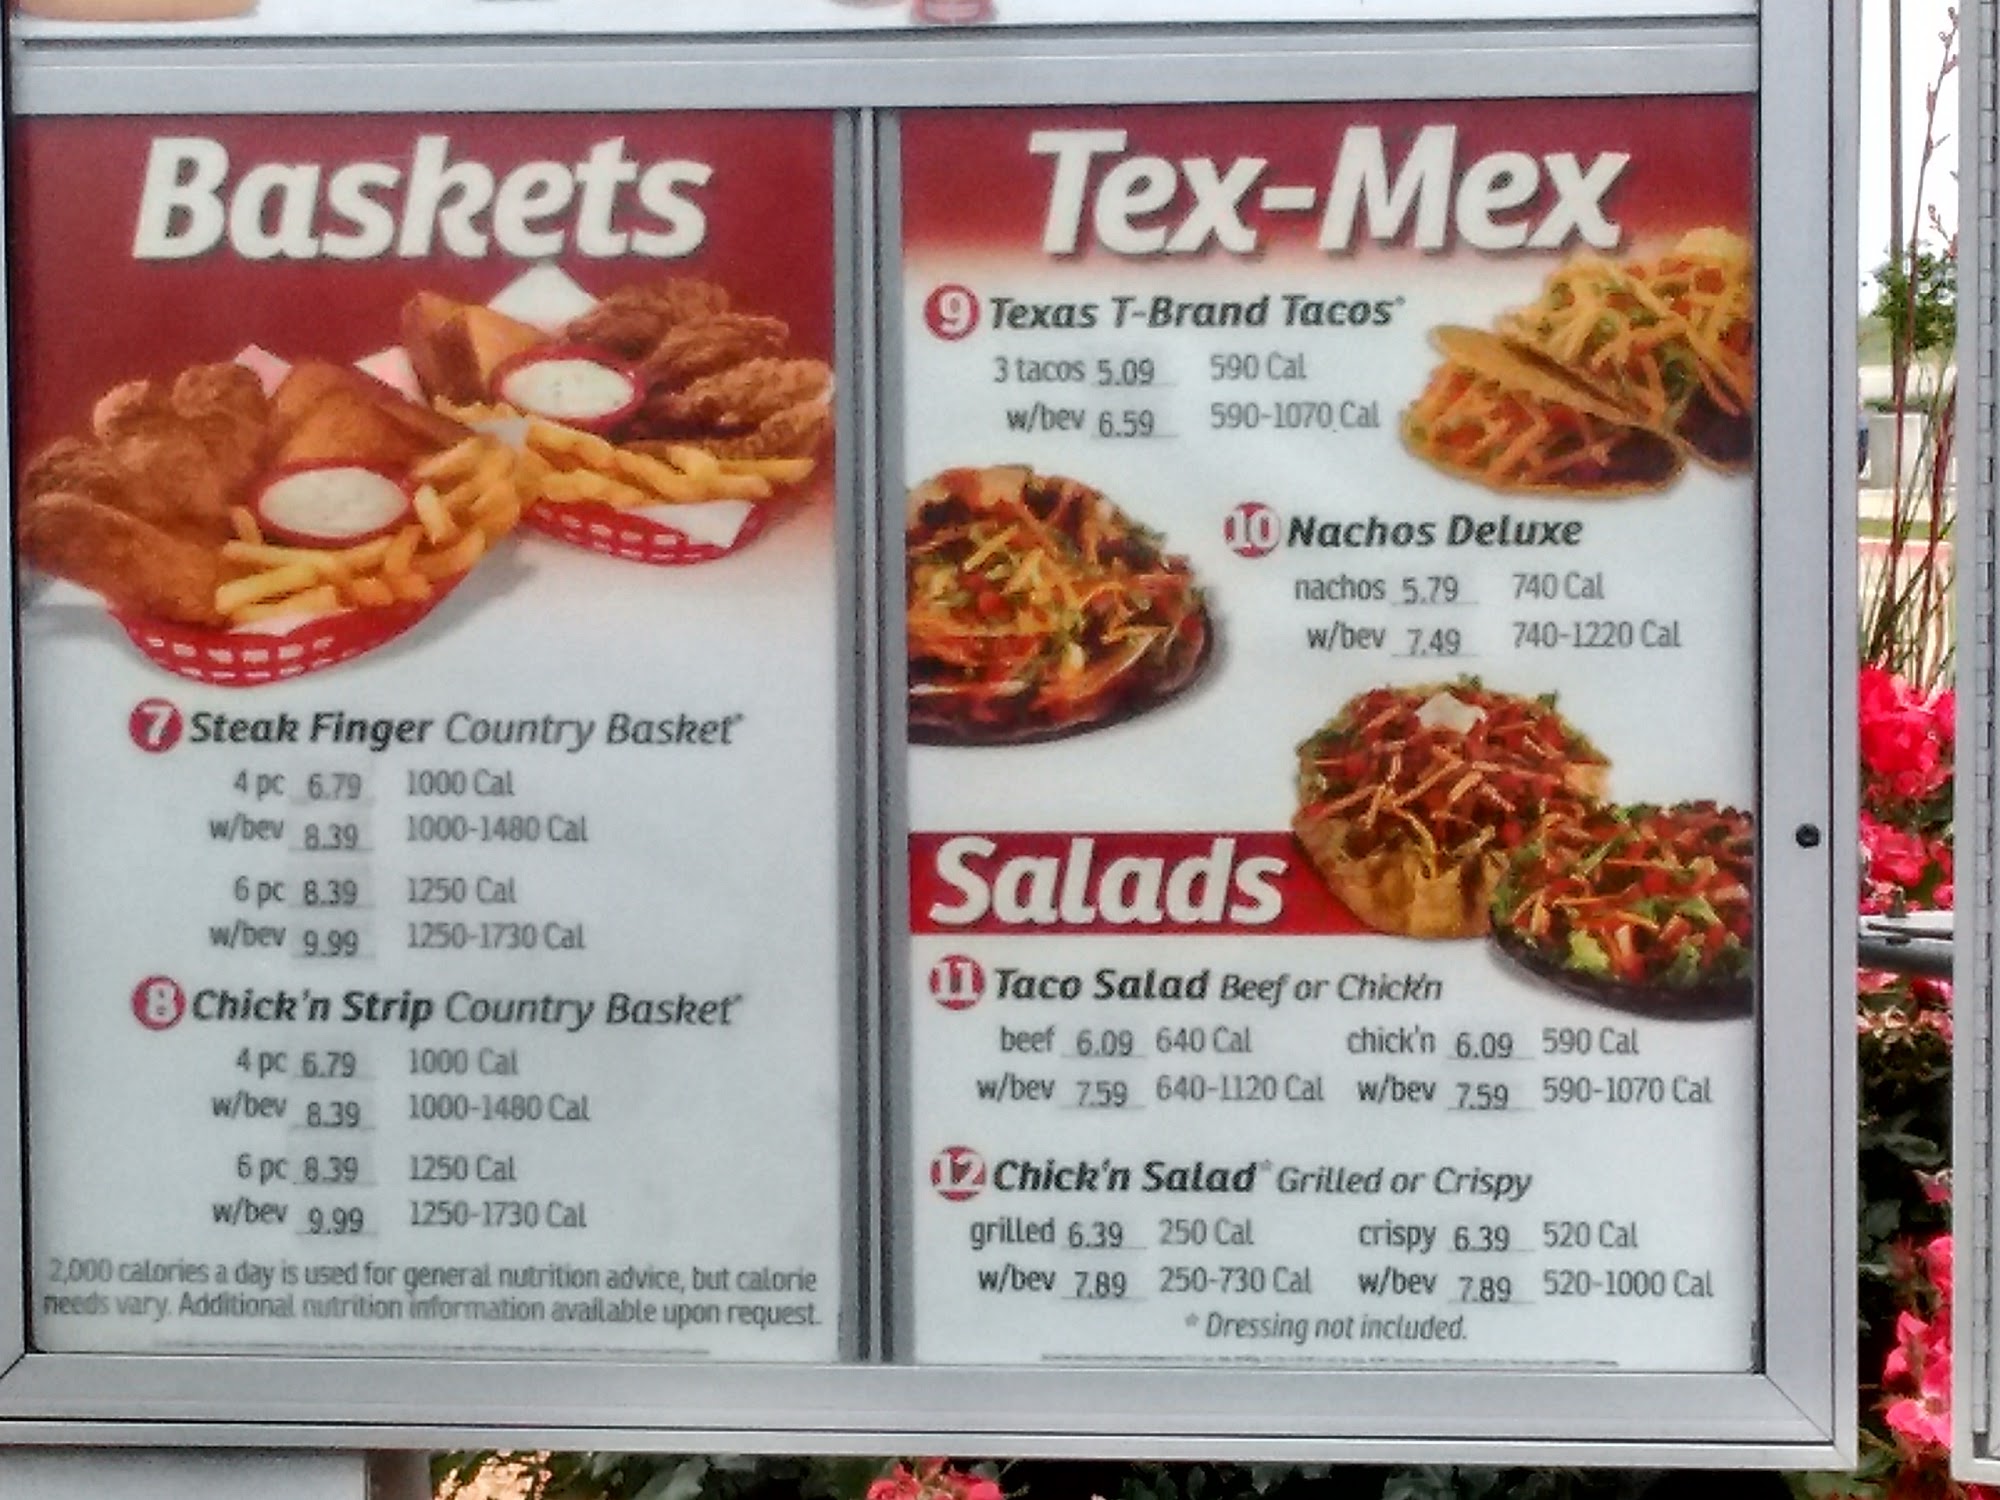 Baskets
7 Steak Finger Country Basket*
4 pc 6.79 1000 Cal
w/bev 8.39 1000-1480 Cal
6 pc 8.39 1250 Cal
w/bev 9.99 1250-1730 Cal
8 Chick'n Strip Country Basket*
4 pc 6.79 1000 Cal
w/bev 8.39 1000-1480 Cal
6 pc 8.39 1250 Cal
w/bev 9.99 1250-1730 Cal
2,000 calories a day is used for general nutrition advice, but calorie
needs vary. Additional nutrition information available upon request.
Tex-Mex
9 Texas T-Brand Tacos*
3 tacos 5.09 590 Cal
w/bev 6.59 590-1070 Cal
10 Nachos Deluxe
nachos 5.79 740 Cal
w/bev 7.49 740-1220 Cal
Salads
11 Taco Salad Beef or Chick'n
beef 6.09 640 Cal chick'n 6.09 590 Cal
w/bev 7.59 640-1120 Cal w/bev 7.59 590-1070 Cal
12 Chick'n Salad* Grilled or Crispy
grilled 6.39 250 Cal crispy 6.39 520 Cal
w/bev 7.89 250-730 Cal w/bev 7.89 520-1000 Cal
* Dressing not included.